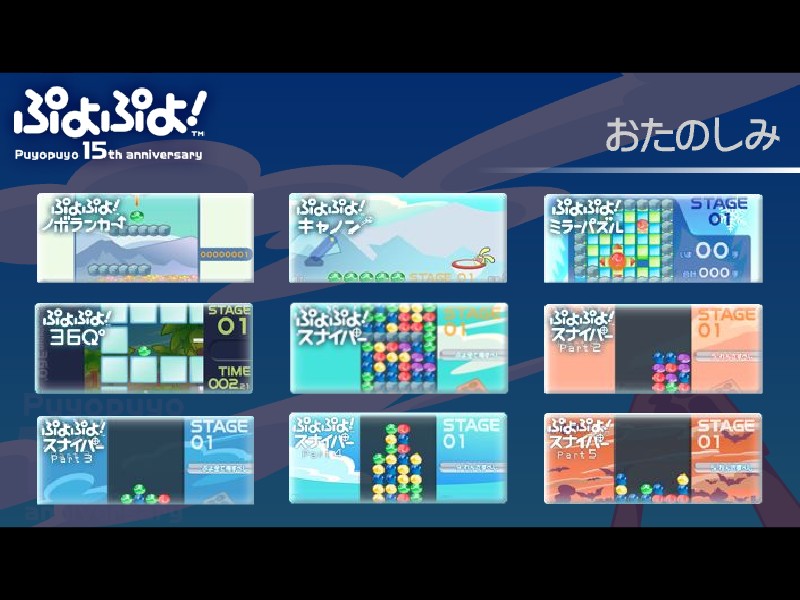 ぷよぷよ!™
Puyopuyo 15th anniversary
おたのしみ
ぷよぷよ!
ノボランカー
00000001
ぷよぷよ!
キャノン
STAGE 01
ぷよぷよ!
ミラーパズル
STAGE
01
00
000
ぷよぷよ!
360°
STAGE
01
TIME
002
21
ぷよぷよ!
スナイパー
STAGE
01
ぷよぷよ!
スナイパー
Part 2
STAGE
01
ぷよぷよ!
スナイパー
Part 3
STAGE
01
ぷよぷよ!
スナイパー
Part 4
STAGE
01
ぷよぷよ!
スナイパー
Part 5
STAGE
01